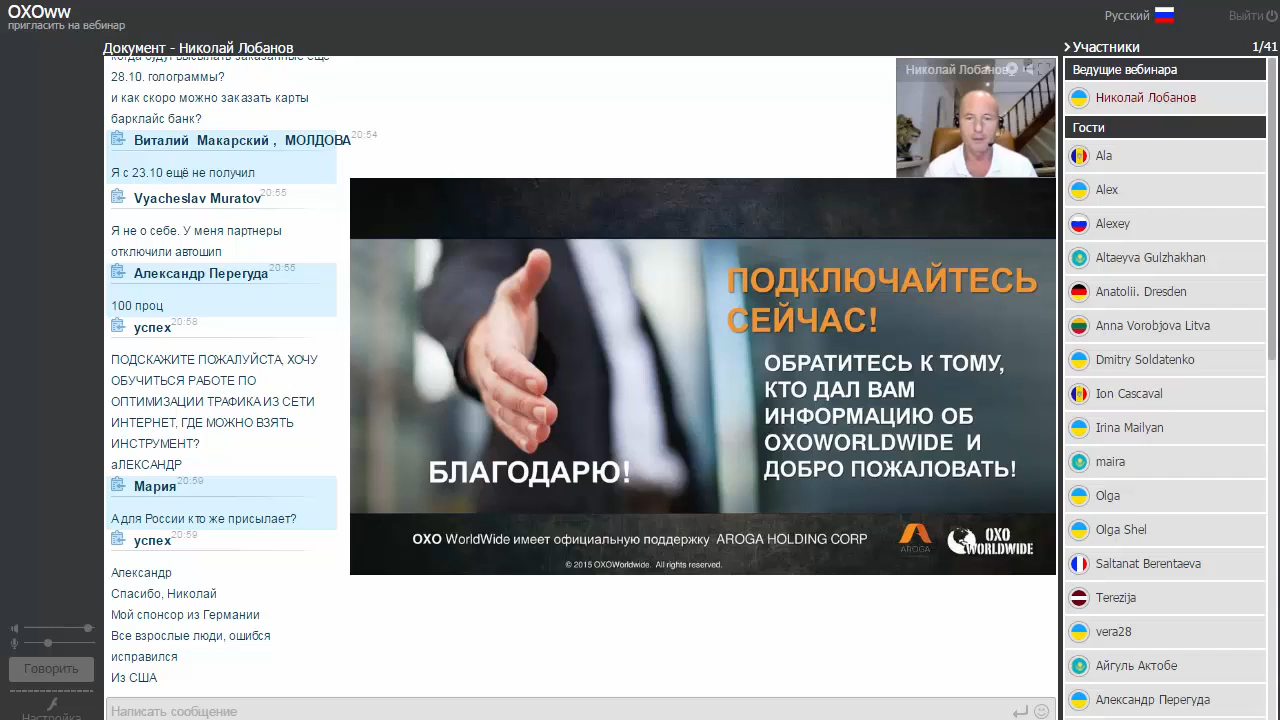 OXOww
пригласить на вебинар
Русский
Выйти
Документ - Николай Лобанов
Участники
1/41
когда будут высылать заказанные ещё
28.10. голограммы?
и как скоро можно заказать карты
барклайс банк?
Виталий Макарский , МОЛДОВА 20:54
Я с 23.10 ещё не получил
Vyacheslav Muratov 20:55
Я не о себе. У меня партнеры
отключили автошип
Александр Перегуда 20:55
100 проц
успех 20:58
ПОДСКАЖИТЕ ПОЖАЛУЙСТА, ХОЧУ
ОБУЧИТЬСЯ РАБОТЕ ПО
ОПТИМИЗАЦИИ ТРАФИКА ИЗ СЕТИ
ИНТЕРНЕТ, ГДЕ МОЖНО ВЗЯТЬ
ИНСТРУМЕНТ?
аЛЕКСАНДР
Мария 20:59
А для России кто же присылает?
успех 20:59
Александр
Спасибо, Николай
Мой спонсор из Германии
Все взрослые люди, ошибся
исправился
Из США
Написать сообщение
Говорить
Настройка
Николай Лобанов
ПОДКЛЮЧАЙТЕСЬ
СЕЙЧАС!
ОБРАТИТЕСЬ К ТОМУ,
КТО ДАЛ ВАМ
ИНФОРМАЦИЮ ОБ
OXOWORLDWIDE И
ДОБРО ПОЖАЛОВАТЬ!
БЛАГОДАРЮ!
OXO WorldWide имеет официальную поддержку AROGA HOLDING CORP
AROGA
OXO
WORLDWIDE
© 2015 OXOWorldwide. All rights reserved.
Ведущие вебинара
Николай Лобанов
Гости
Ala
Alex
Alexey
Altaeyva Gulzhakhan
Anatolii. Dresden
Anna Vorobjova Litva
Dmitry Soldatenko
Ion Cascaval
Irina Mailyan
maira
Olga
Olga Shel
Raushat Berentaeva
Terezija
vera28
Айгуль Актобе
Александр Перегуда